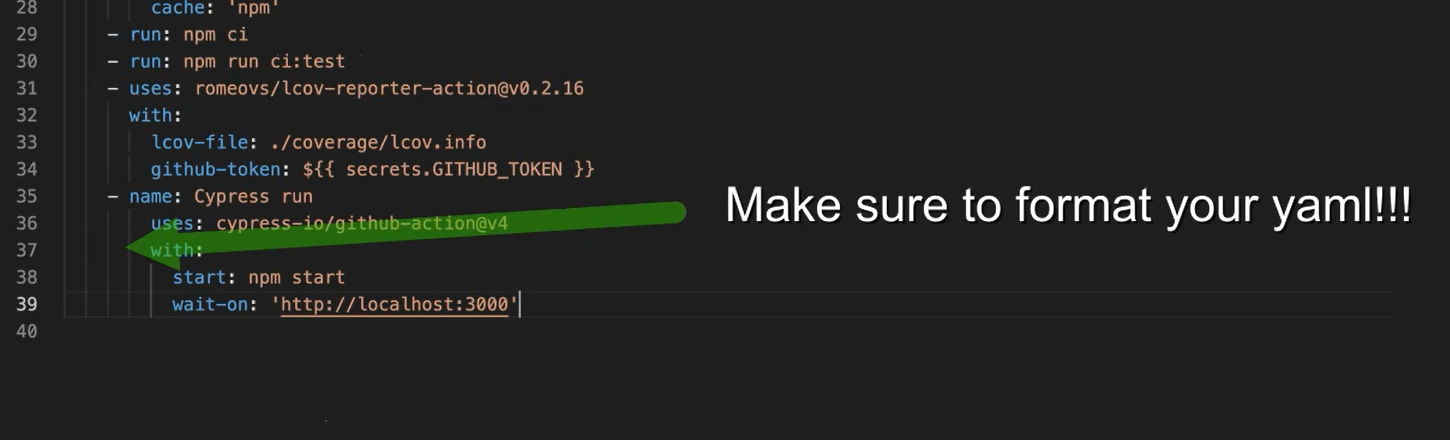 28 cache: 'npm'
29 - run: npm ci
30 - run: npm run ci:test
31 - uses: romeovs/lcov-reporter-action@v0.2.16
32 with:
33 lcov-file: ./coverage/lcov.info
34 github-token: ${{ secrets.GITHUB_TOKEN }}
35 - name: Cypress run
36 uses: cypress-io/github-action@v4
37 with:
38 start: npm start
39 wait-on: 'http://localhost:3000'
40
Make sure to format your yaml!!!